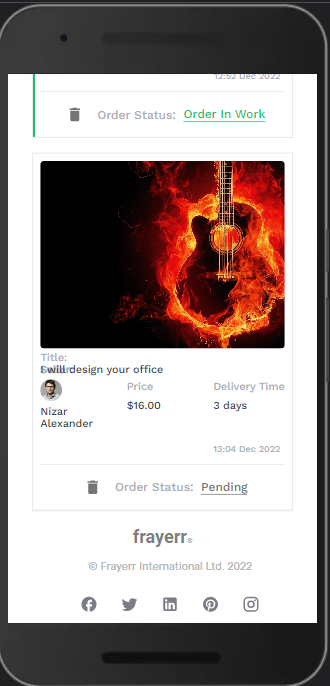 12:52 Dec 2022
Order Status: Order In Work
Title:
I will design your office
Price
Delivery Time
Nizar
Alexander
$16.00
3 days
13:04 Dec 2022
Order Status: Pending
frayerr®
© Frayerr International Ltd. 2022